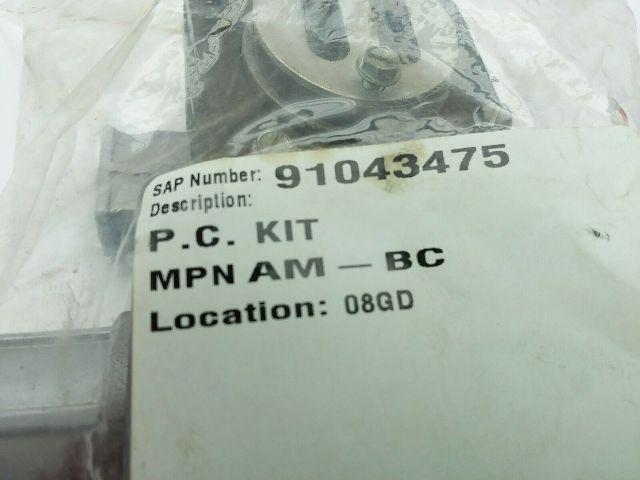 SAP Number: 91043475
Description:
P.C. KIT
MPN AM — BC
Location: 08GD